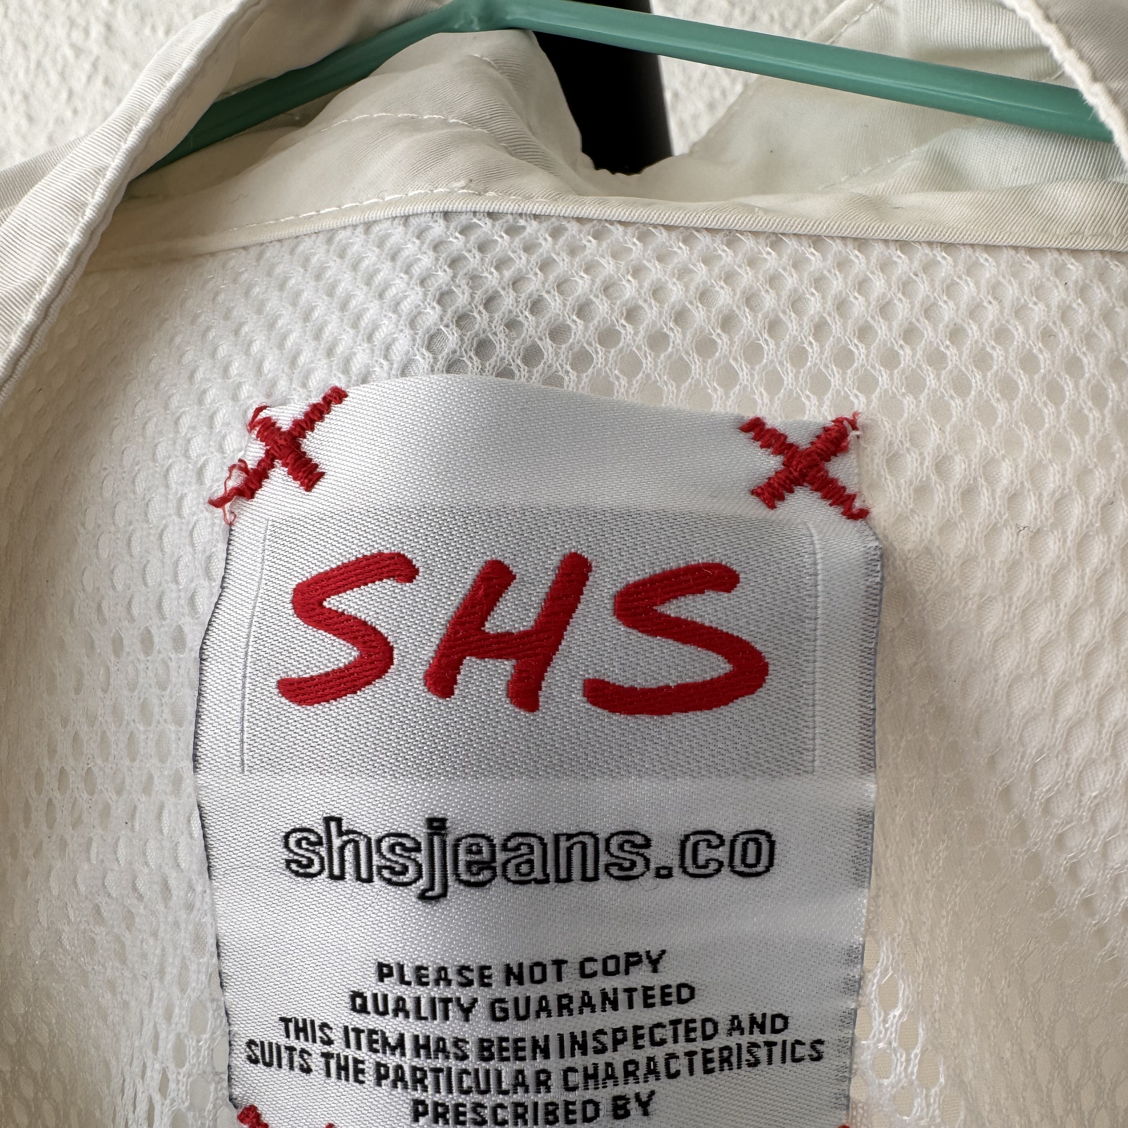 SHS
shsjeans.co
PLEASE NOT COPY
QUALITY GUARANTEED
THIS ITEM HAS BEEN INSPECTED AND
SUITS THE PARTICULAR CHARACTERISTICS
PRESCRIBED BY